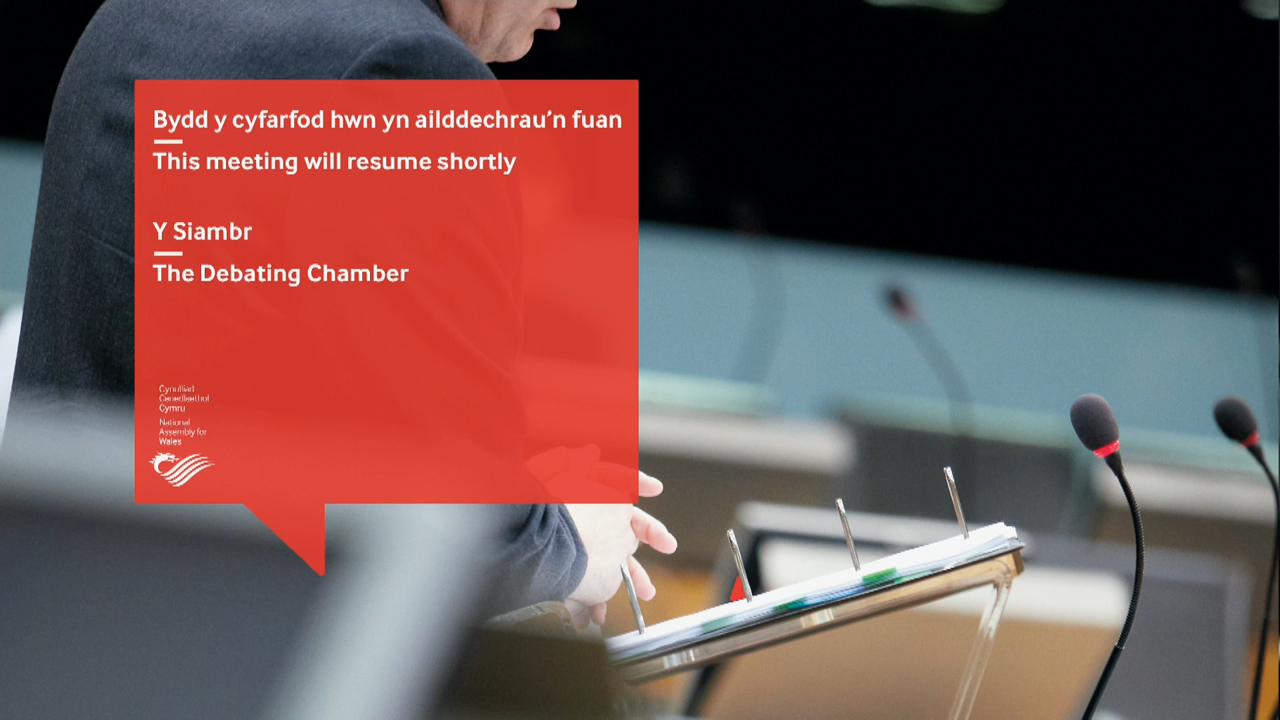 Bydd y cyfarfod hwn yn ailddechrau'n fuan
This meeting will resume shortly
Y Siambr
The Debating Chamber
Cynulliad
Cenedlaethol
Cymru
National
Assembly for
Wales